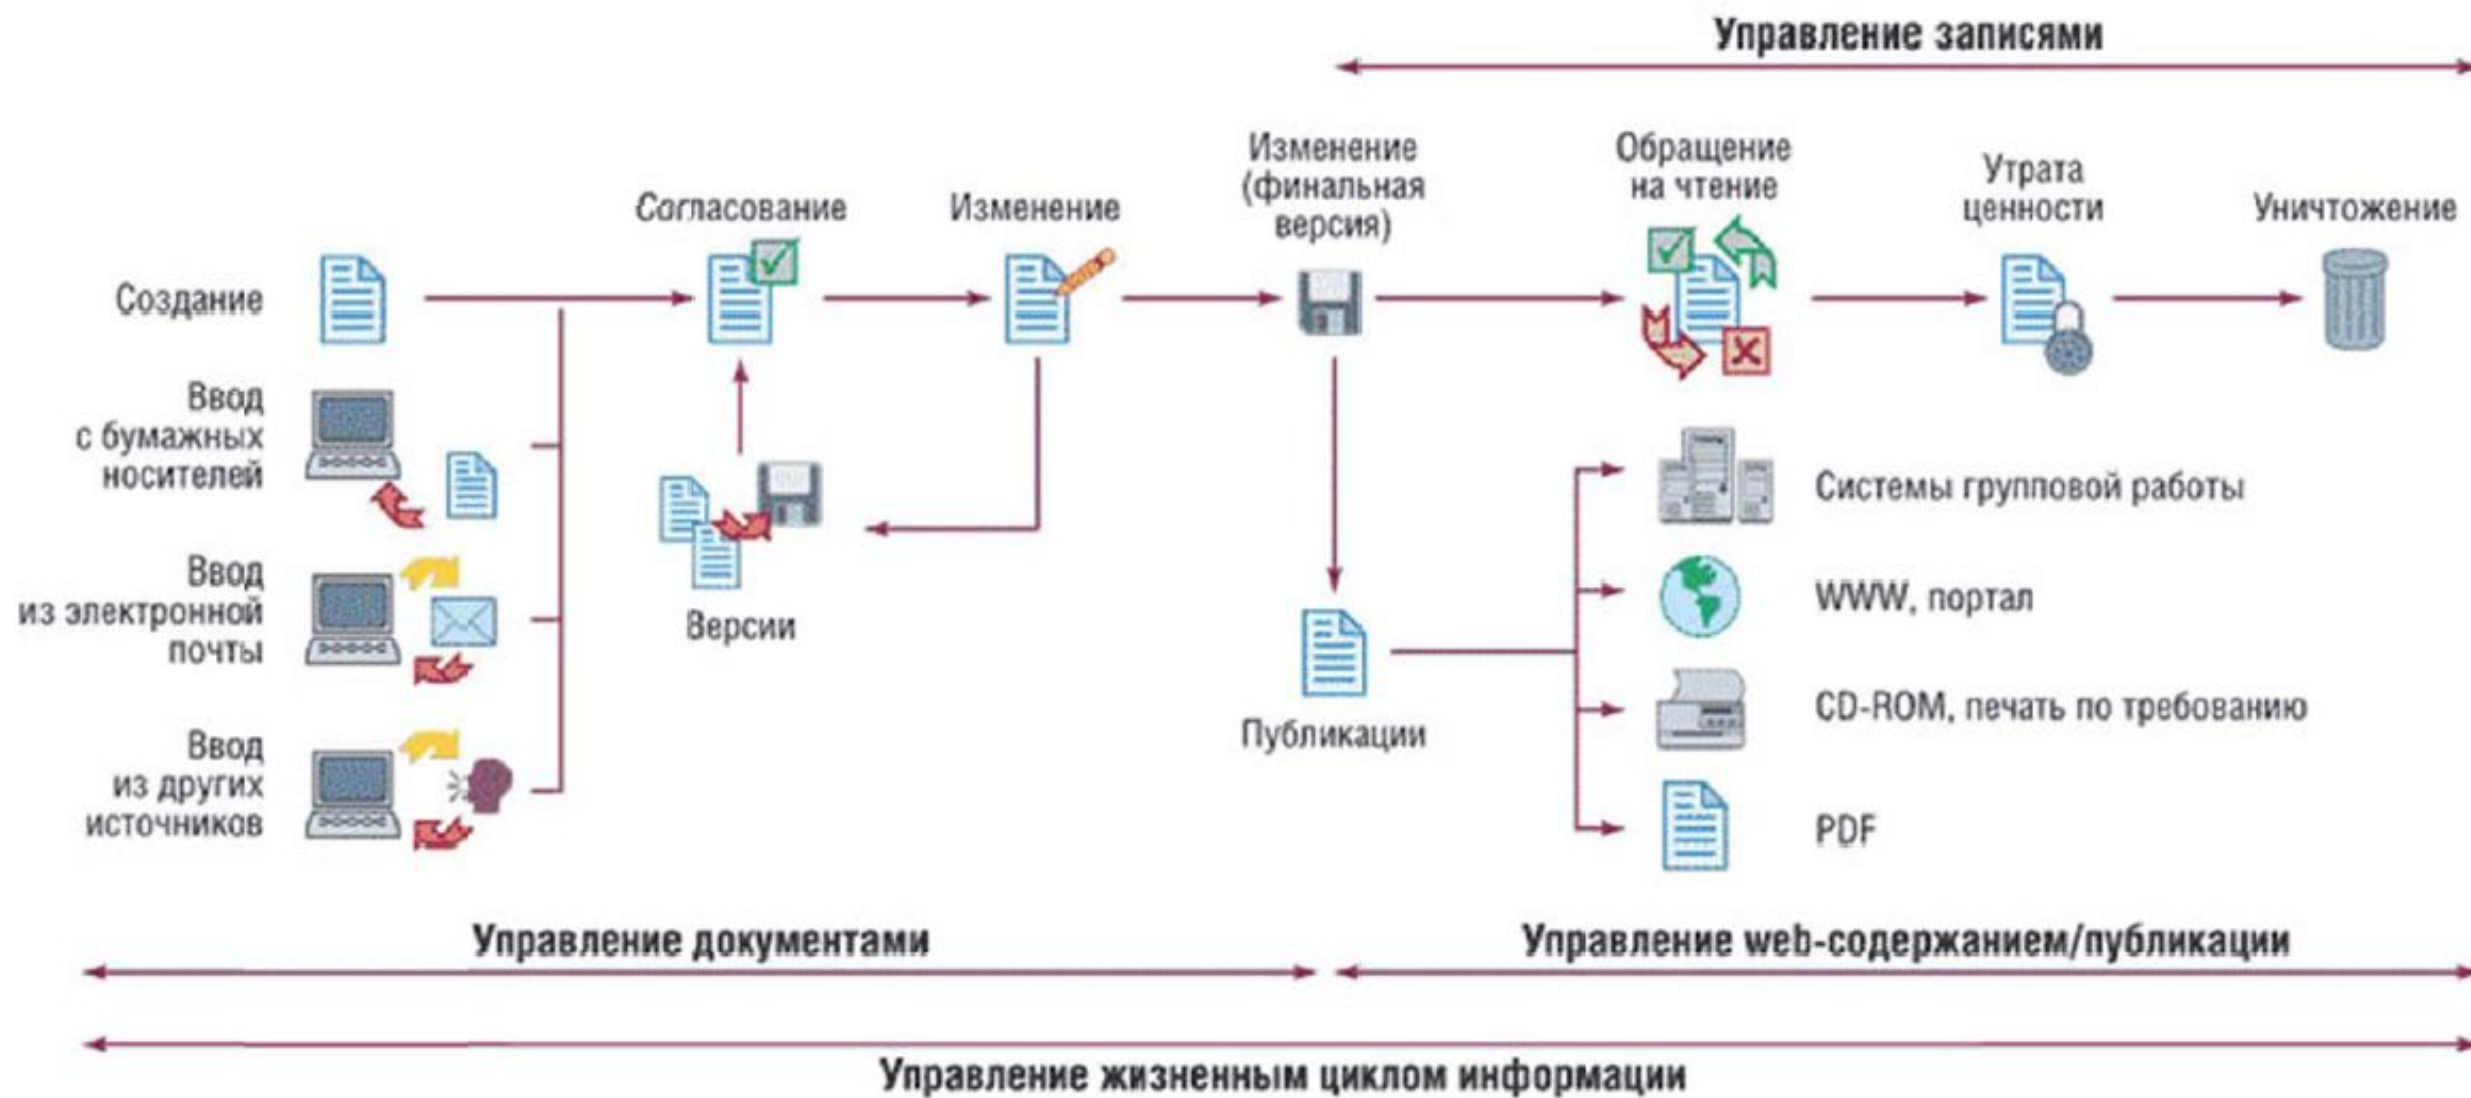 Управление записями
Изменение
(финальная
версия)
Обращение
на чтение
Утрата
ценности
Уничтожение
Согласование
Изменение
Создание
Ввод
с бумажных
носителей
Ввод
из электронной
почты
Ввод
из других
источников
Версии
Публикации
Системы групповой работы
WWW, портал
CD-ROM, печать по требованию
PDF
Управление документами
Управление web-содержанием/публикации
Управление жизненным циклом информации